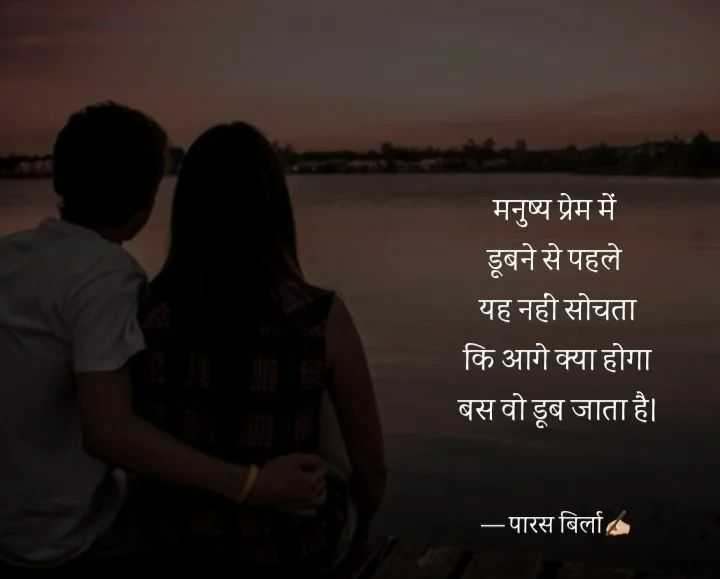 मनुष्य प्रेम में
डूबने से पहले
यह नही सोचता
कि आगे क्या होगा
बस वो डूब जाता है।
— पारस बिर्ला✍🏼